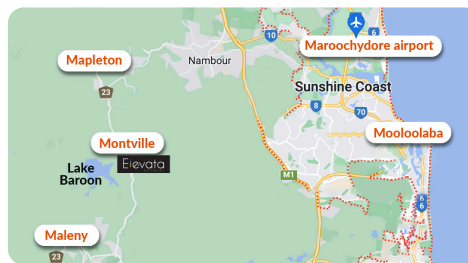 6
10
Maroochydore airport
Mapleton
Nambour
Sunshine Coast
23
8
70
Mooloolaba
Montville
Elevata
Lake
Baroon
M1
6
6
Maleny
23